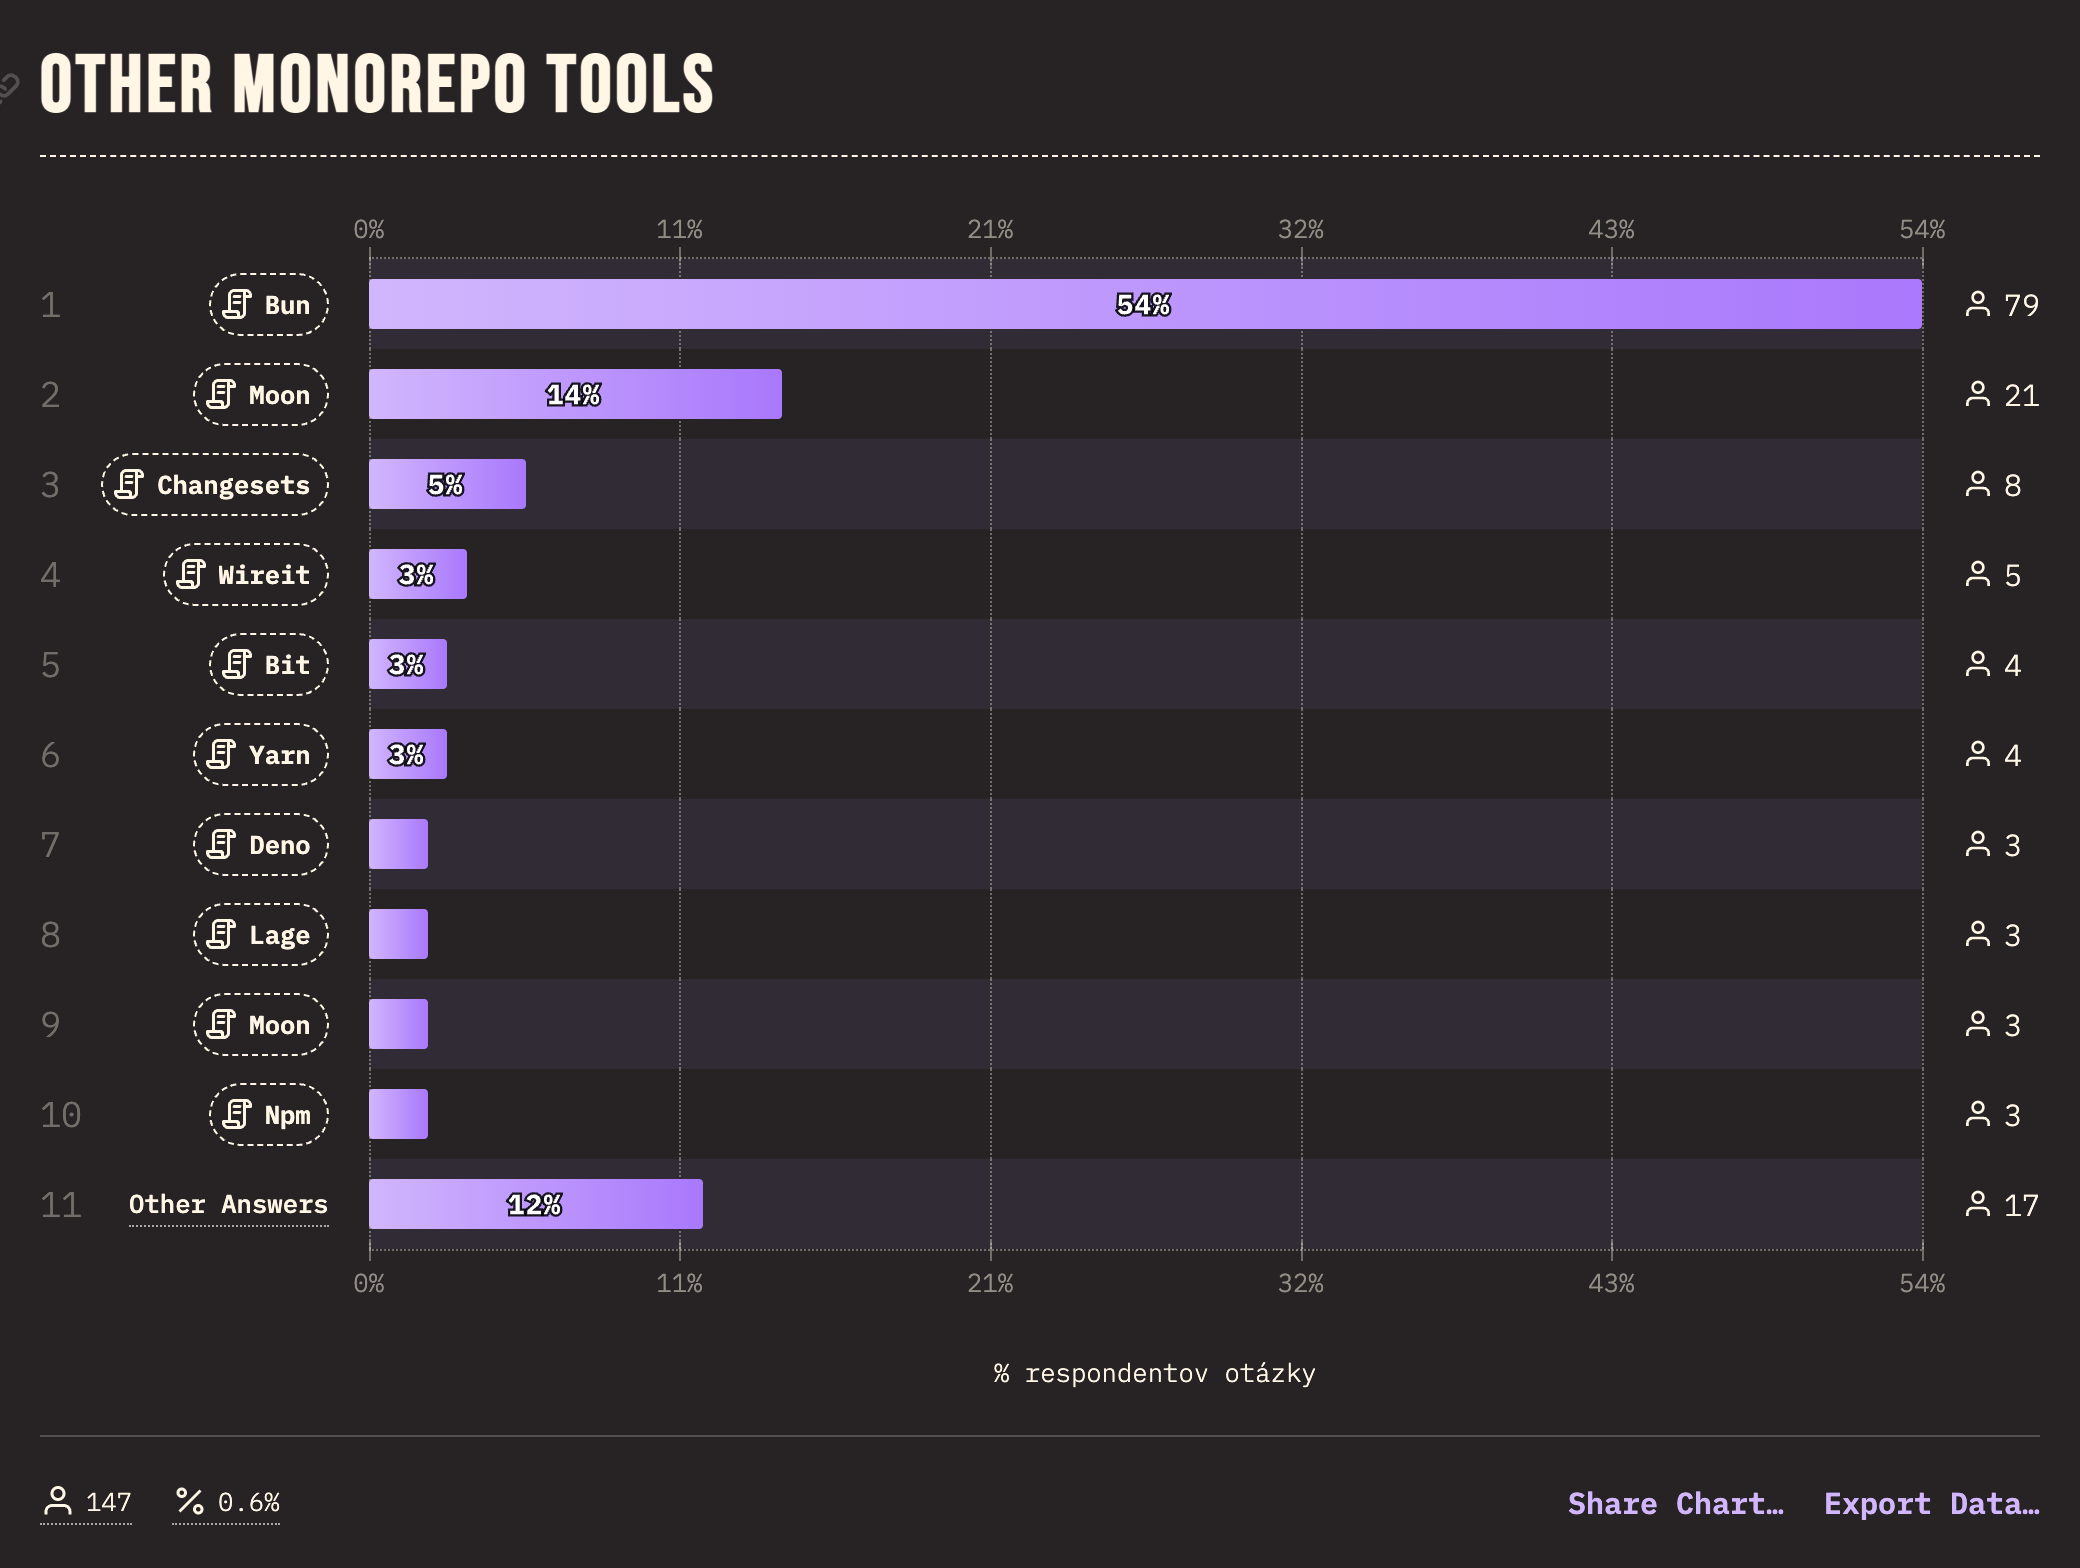 OTHER MONOREPO TOOLS
0% 11% 21% 32% 43% 54%
1 Bun 54% 79
2 Moon 14% 21
3 Changesets 5% 8
4 Wireit 3% 5
5 Bit 3% 4
6 Yarn 3% 4
7 Deno 3
8 Lage 3
9 Moon 3
10 Npm 3
11 Other Answers 12% 17
0% 11% 21% 32% 43% 54%
% respondentov otázky
147 0.6% Share Chart… Export Data…